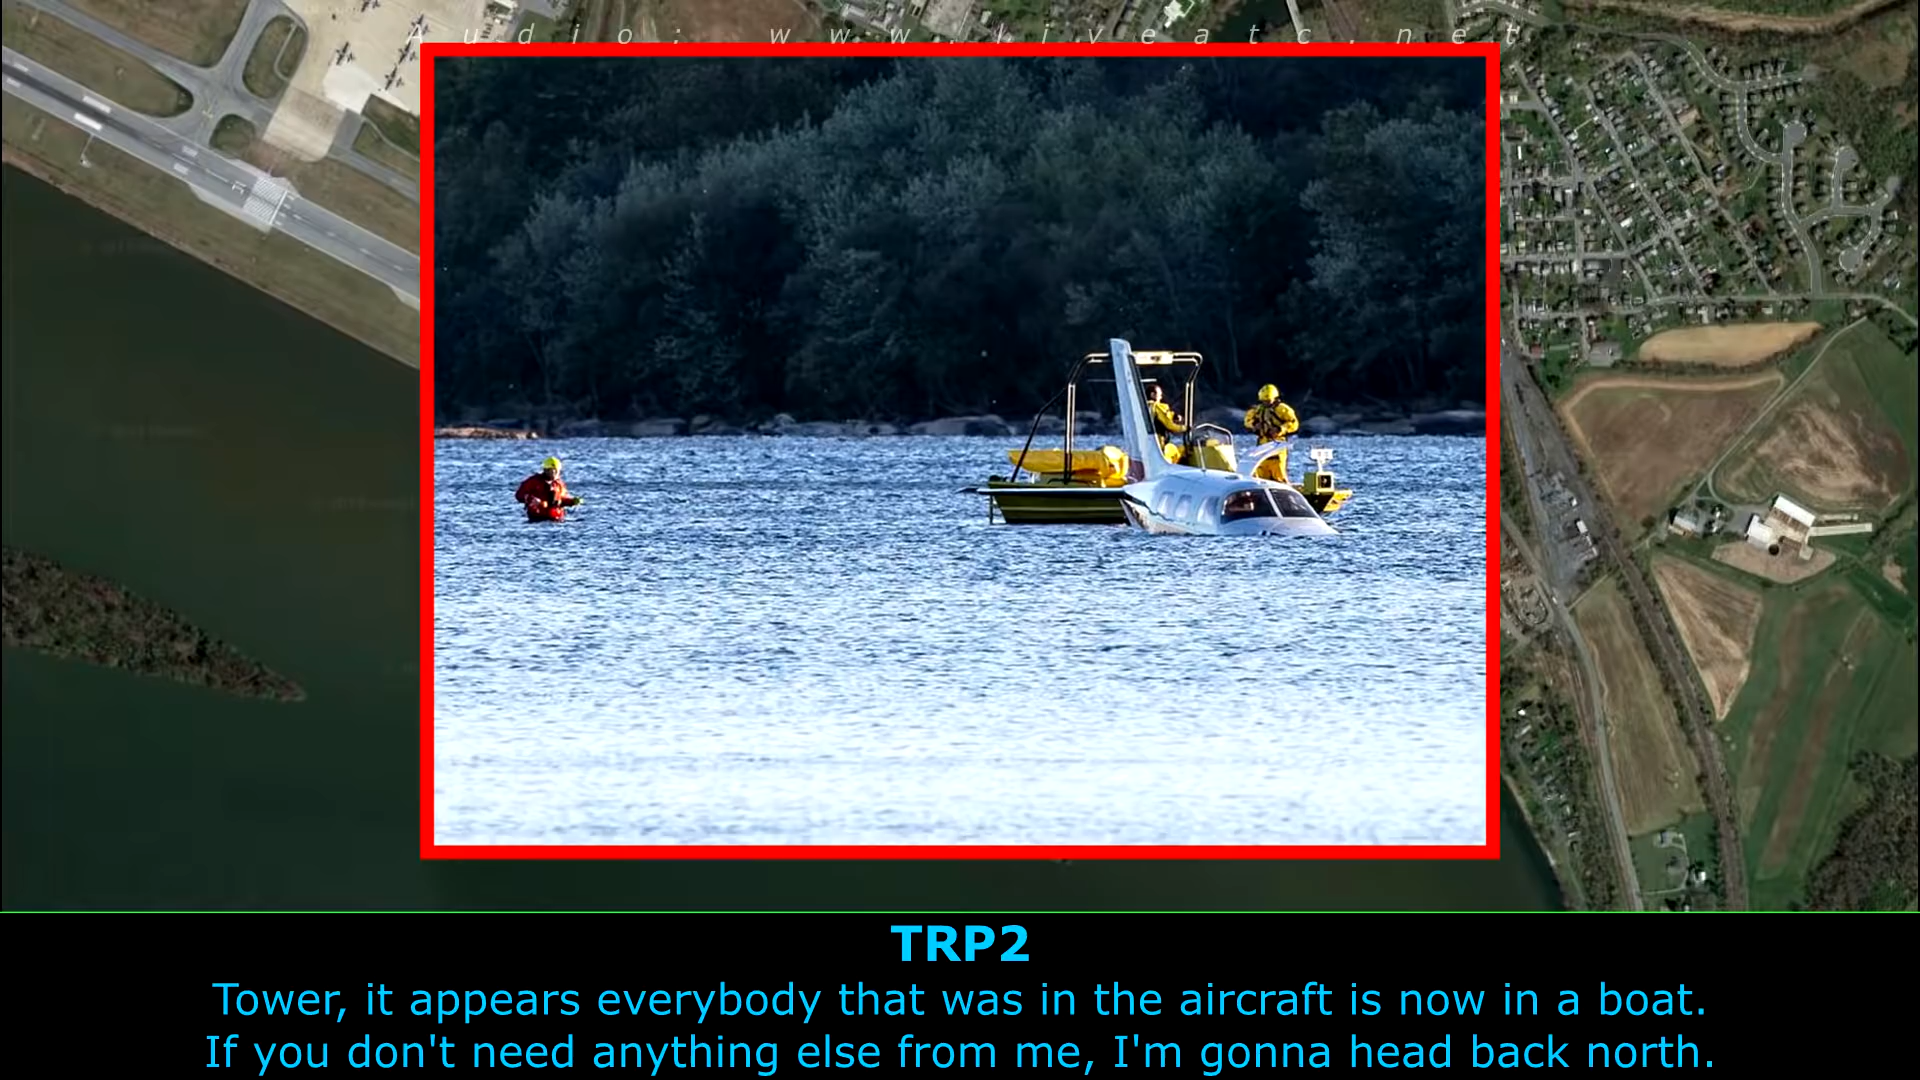 Audio: www.liveatc.net
TRP2
Tower, it appears everybody that was in the aircraft is now in a boat.
If you don't need anything else from me, I'm gonna head back north.